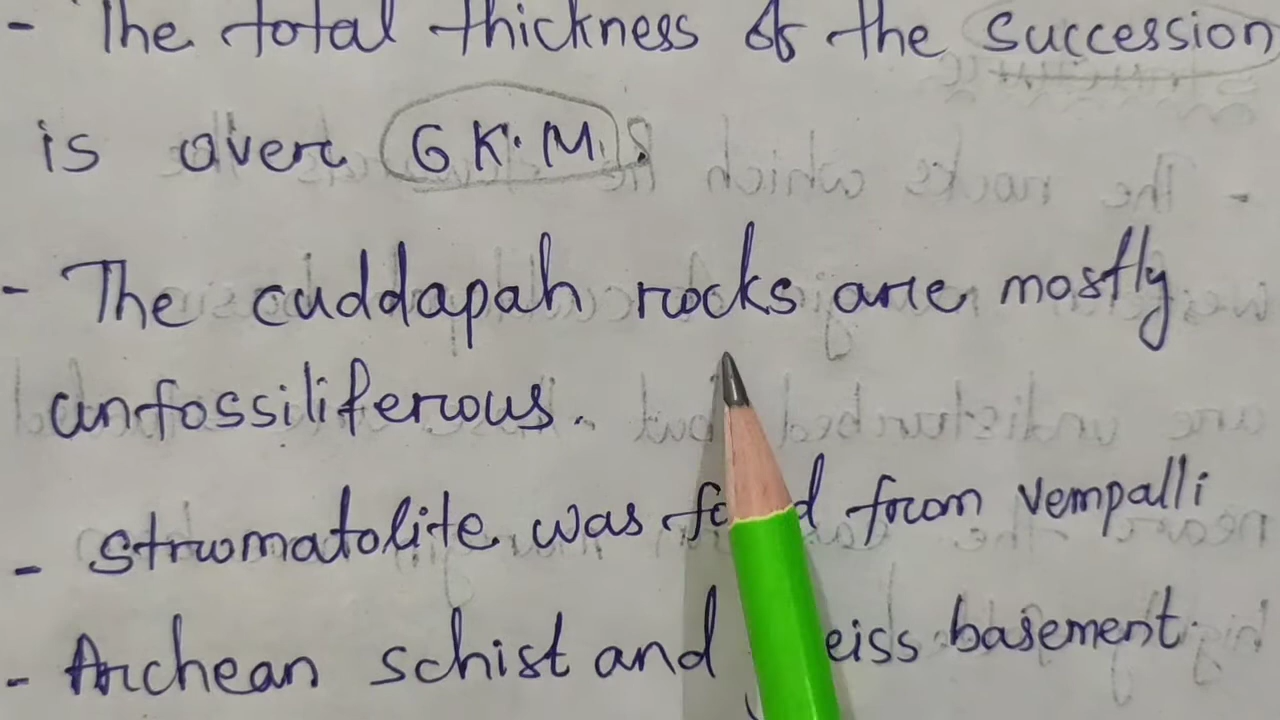 - The total thickness of the succession
is over 6 K.M.
- The cuddapah rocks are mostly
unfossiliferous.
- stromatolite was from Vempalli
- Archean schist and basement.